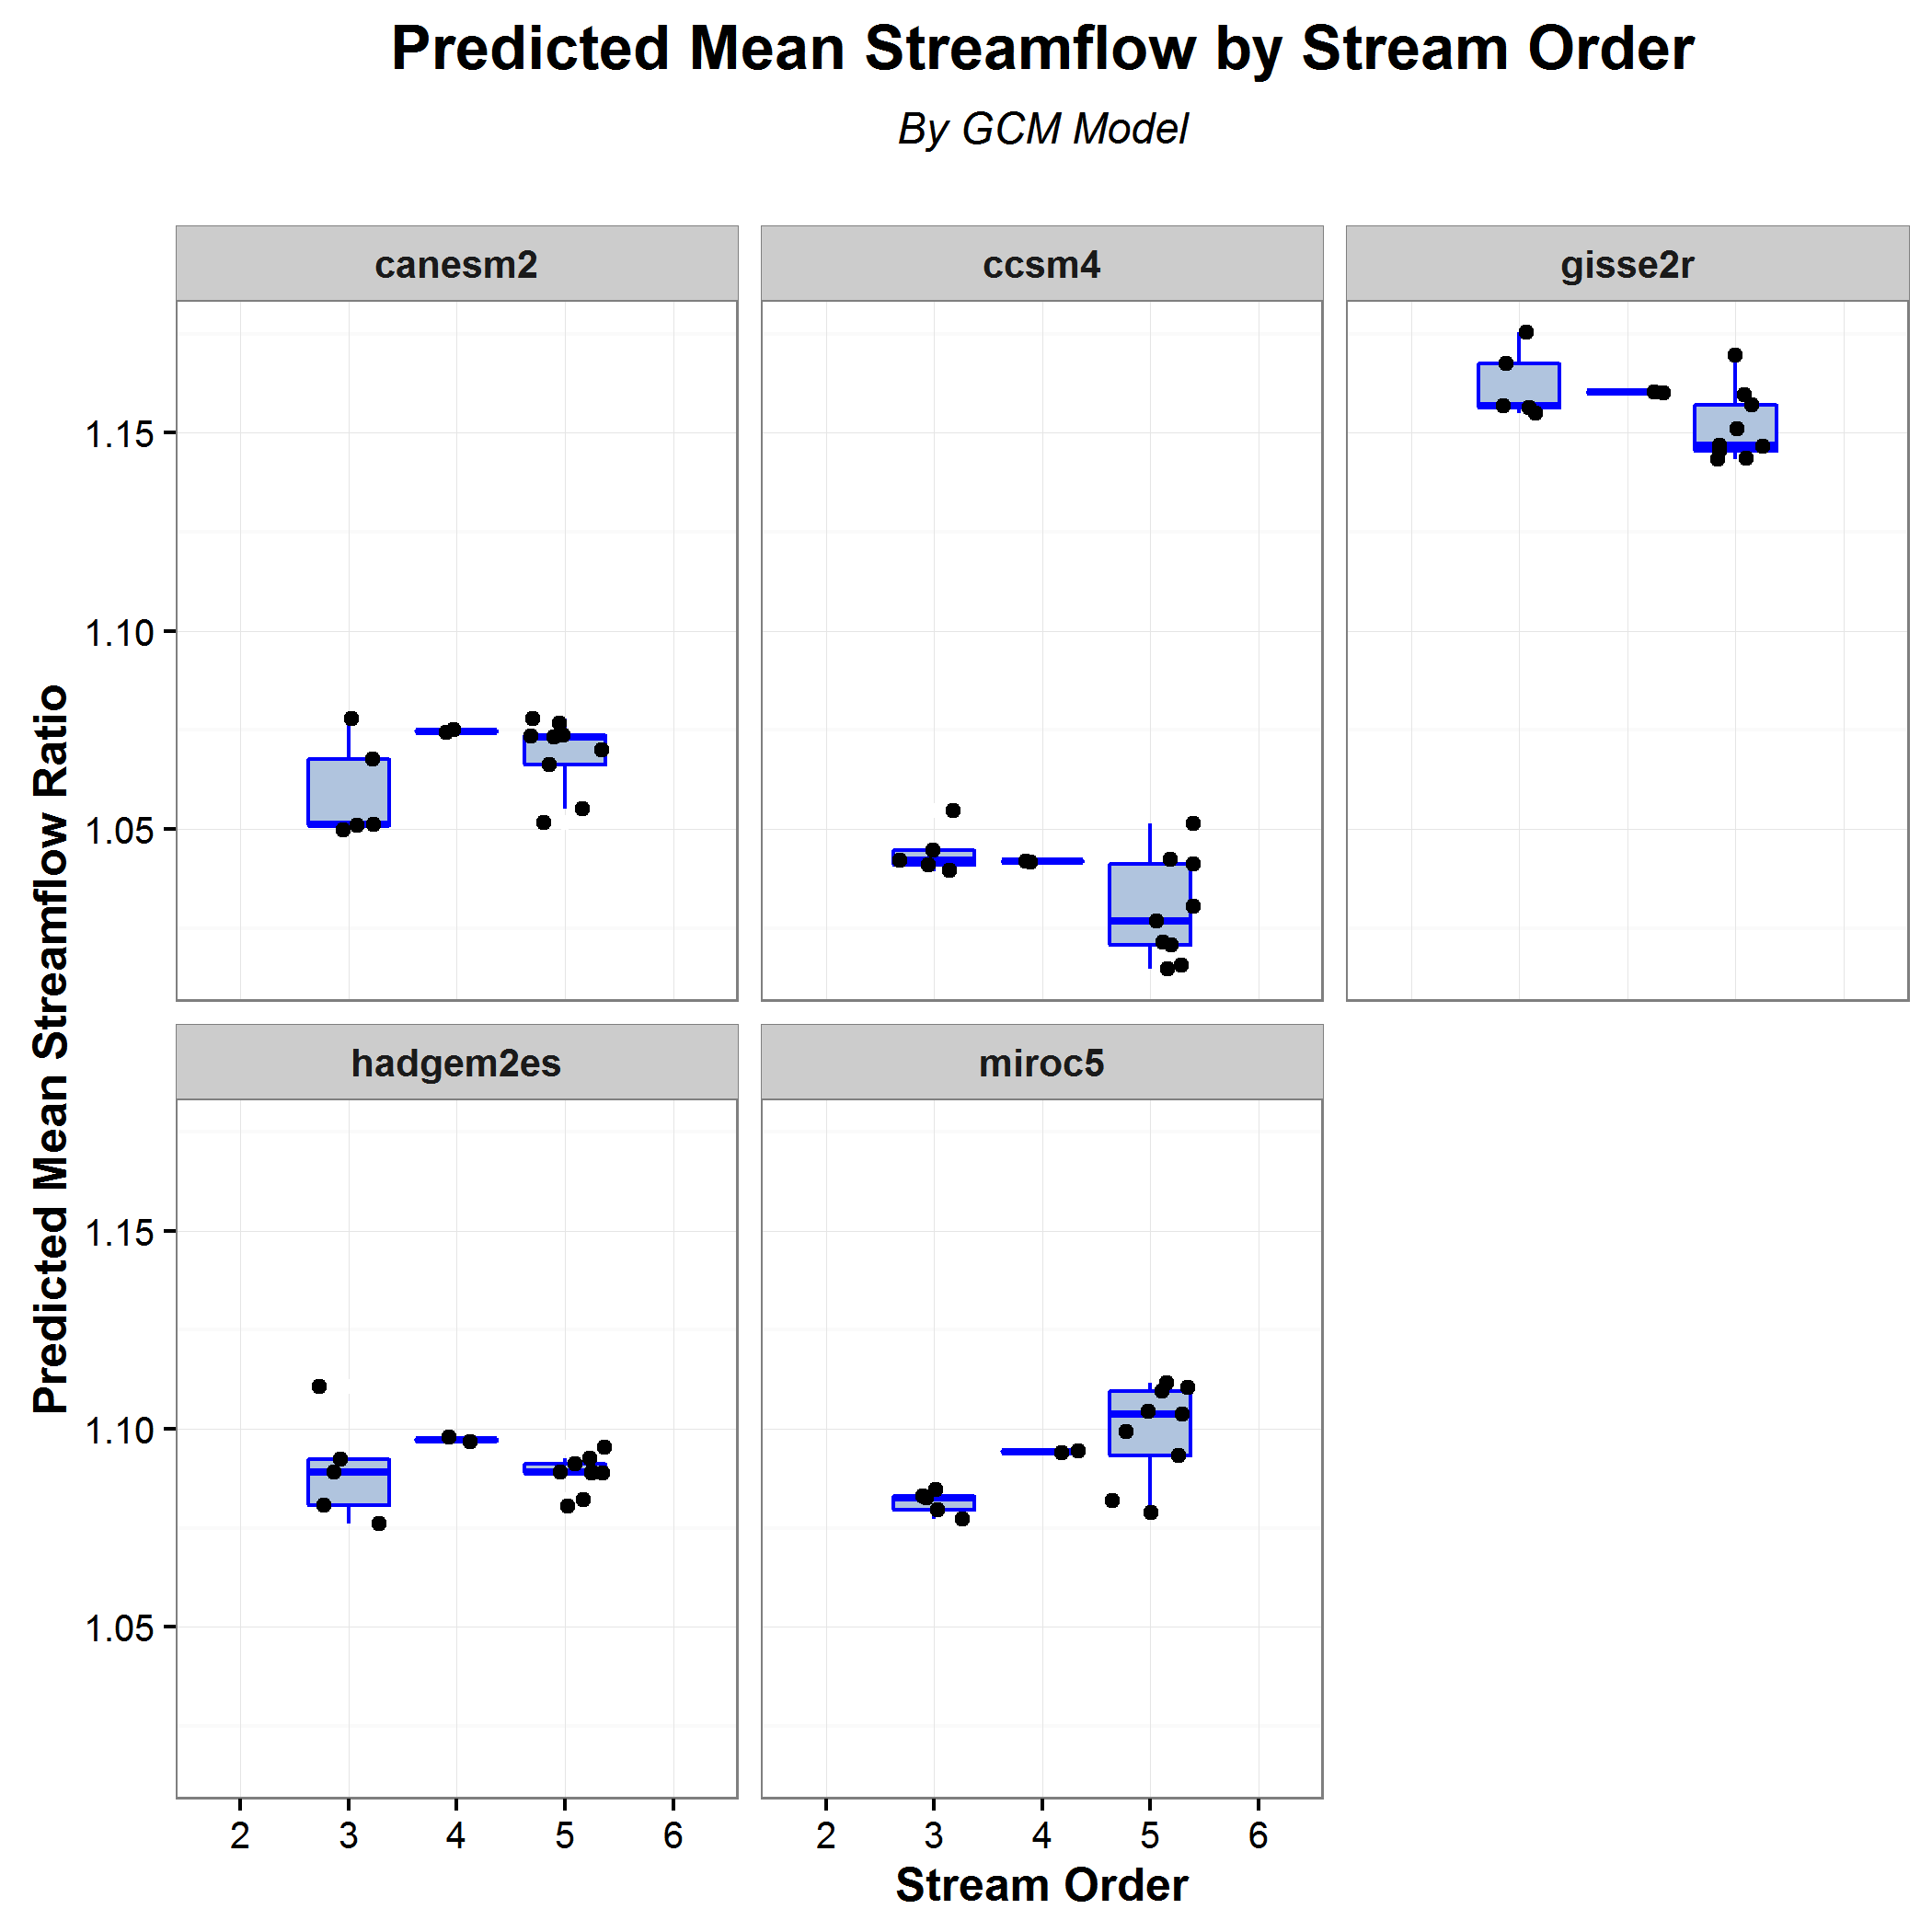 Predicted Mean Streamflow by Stream Order
By GCM Model
canesm2
ccsm4
gisse2r
1.15
1.10
1.05
Predicted Mean Streamflow Ratio
hadgem2es
miroc5
1.15
1.10
1.05
2 3 4 5 6
2 3 4 5 6
Stream Order